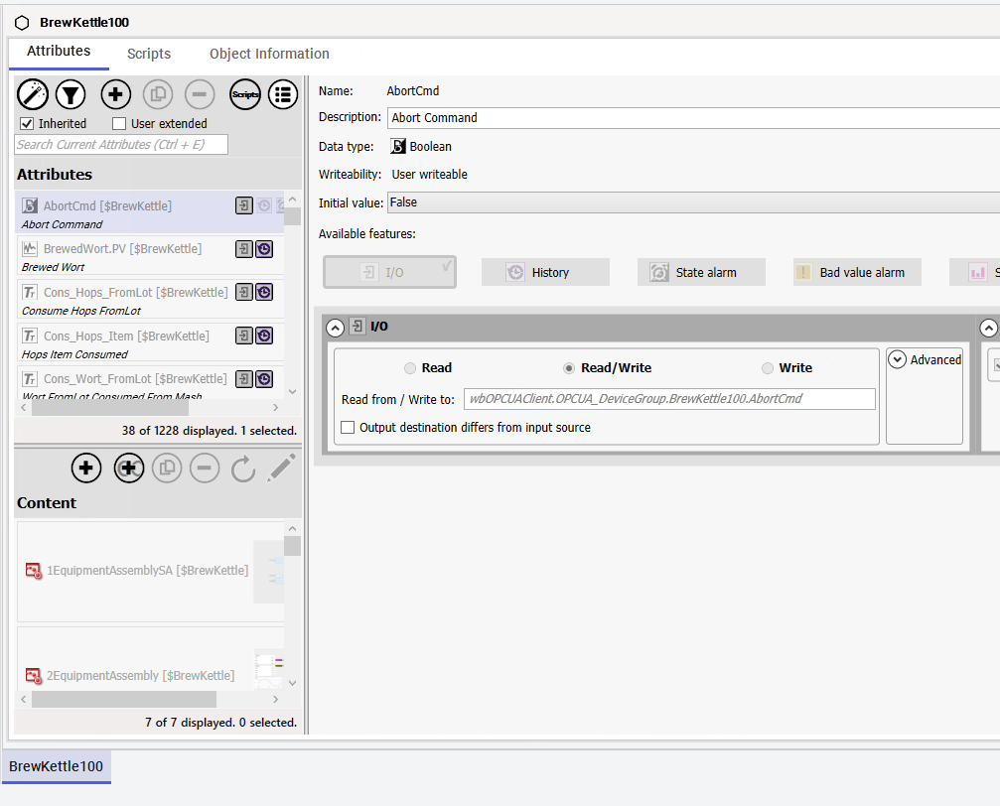 BrewKettle100
Attributes
Scripts
Object Information
Scripts
Inherited
User extended
Search Current Attributes (Ctrl + E)
Attributes
AbortCmd [$BrewKettle]
Abort Command
BrewedWort.PV [$BrewKettle]
Brewed Wort
Cons_Hops_FromLot [$BrewKettle]
Consume Hops FromLot
Cons_Hops_Item [$BrewKettle]
Hops Item Consumed
Cons_Wort_FromLot [$BrewKettle]
Wort FromLot Consumed From Mash
38 of 1228 displayed. 1 selected.
Content
1EquipmentAssemblySA [$BrewKettle]
2EquipmentAssembly [$BrewKettle]
7 of 7 displayed. 0 selected.
Name: AbortCmd
Description: Abort Command
Data type: Boolean
Writeability: User writeable
Initial value: False
Available features:
I/O
History
State alarm
Bad value alarm
S
I/O
Read
Read/Write
Write
Advanced
Read from / Write to: wbOPCUAClient.OPCUA_DeviceGroup.BrewKettle100.AbortCmd
Output destination differs from input source
BrewKettle100